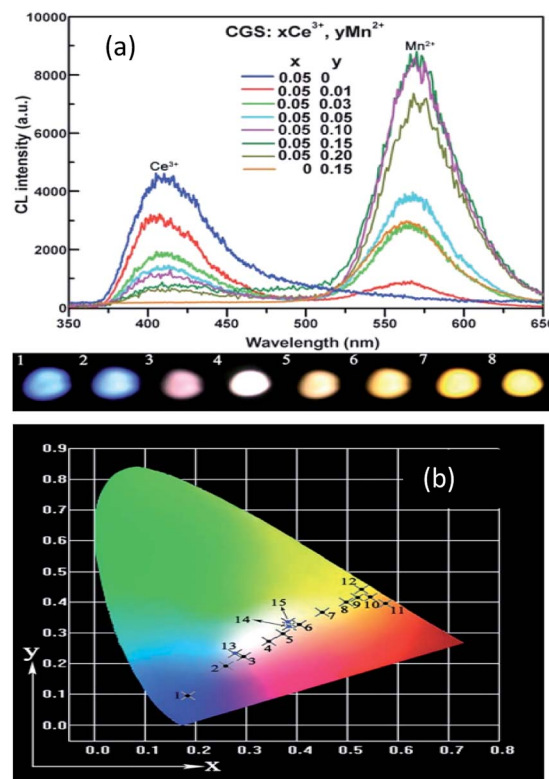 (a)
CGS: xCe³⁺, yMn²⁺
x y
0.05 0
0.05 0.01
0.05 0.03
0.05 0.05
0.05 0.10
0.05 0.15
0.05 0.20
0 0.15
Ce³⁺
Mn²⁺
CL intensity (a.u.)
10000
8000
6000
4000
2000
0
350 400 450 500 550 600 650
Wavelength (nm)
1 2 3 4 5 6 7 8
(b)
0.9
0.8
0.7
0.6
0.5
0.4
0.3
0.2
0.1
0.0
y
1 2 3 4 5 6 7 8 9 10 11 12 13 14 15
0.0 0.1 0.2 0.3 0.4 0.5 0.6 0.7 0.8
x